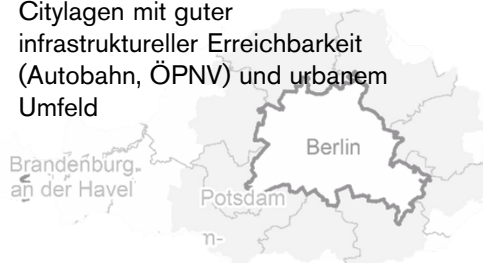 Citylagen mit guter
infrastruktureller Erreichbarkeit
(Autobahn, ÖPNV) und urbanem
Umfeld
Berlin
Brandenburg
an der Havel
Potsdam
n-